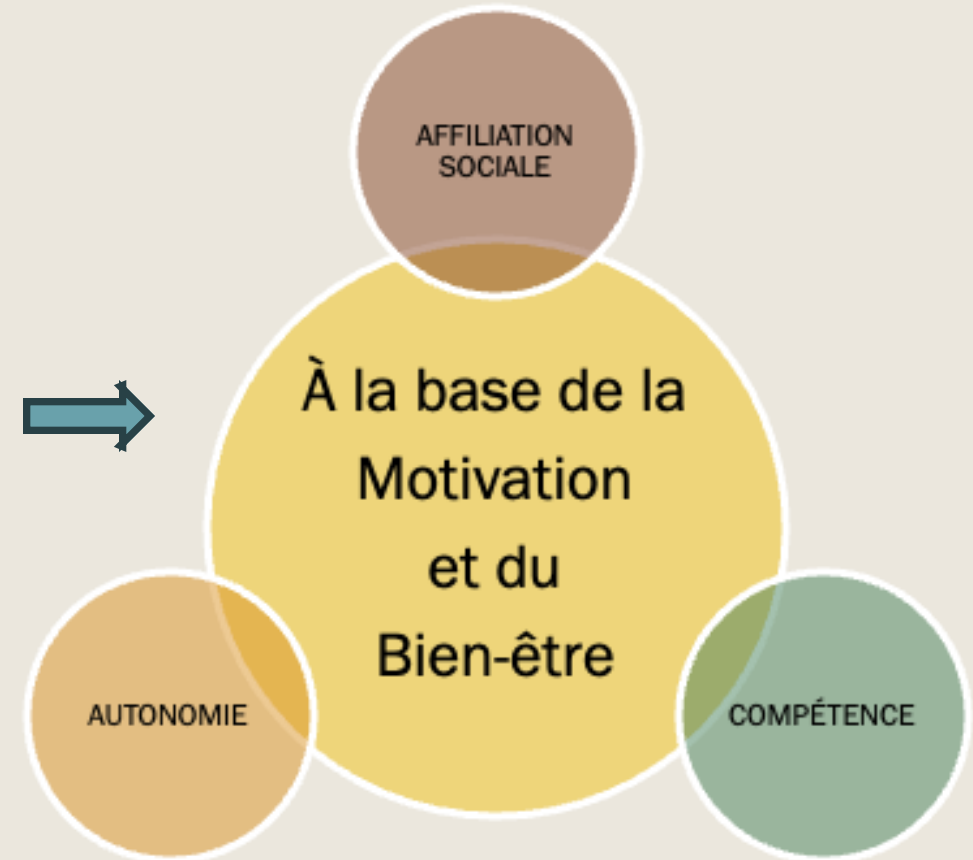 AFFILIATION
SOCIALE
À la base de la
Motivation
et du
Bien-être
AUTONOMIE
COMPÉTENCE